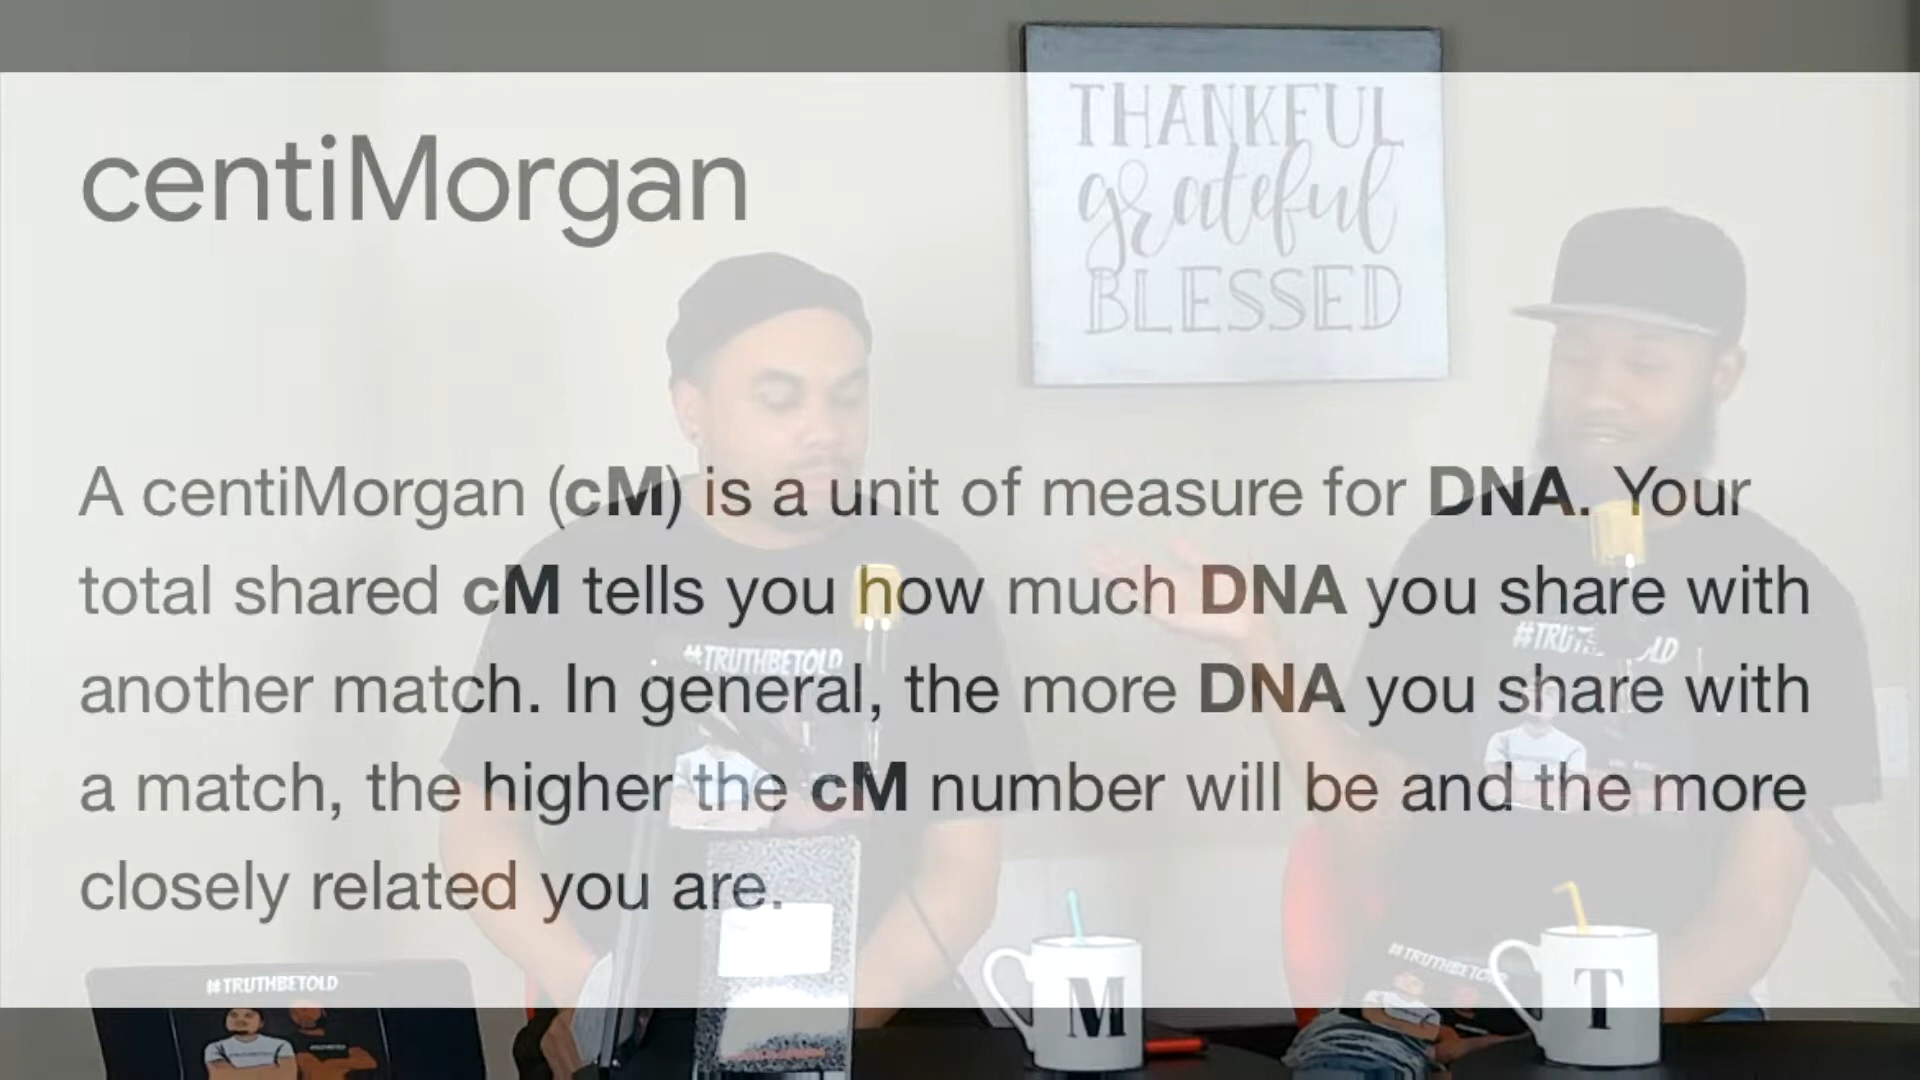 THANKFUL
grateful
BLESSED
centiMorgan
A centiMorgan (cM) is a unit of measure for DNA. Your
total shared cM tells you how much DNA you share with
another match. In general, the more DNA you share with
a match, the higher the cM number will be and the more
closely related you are.
#TRUTHBETOLD
#TRUTHBETOLD
#TRUTHBETOLD
M
T